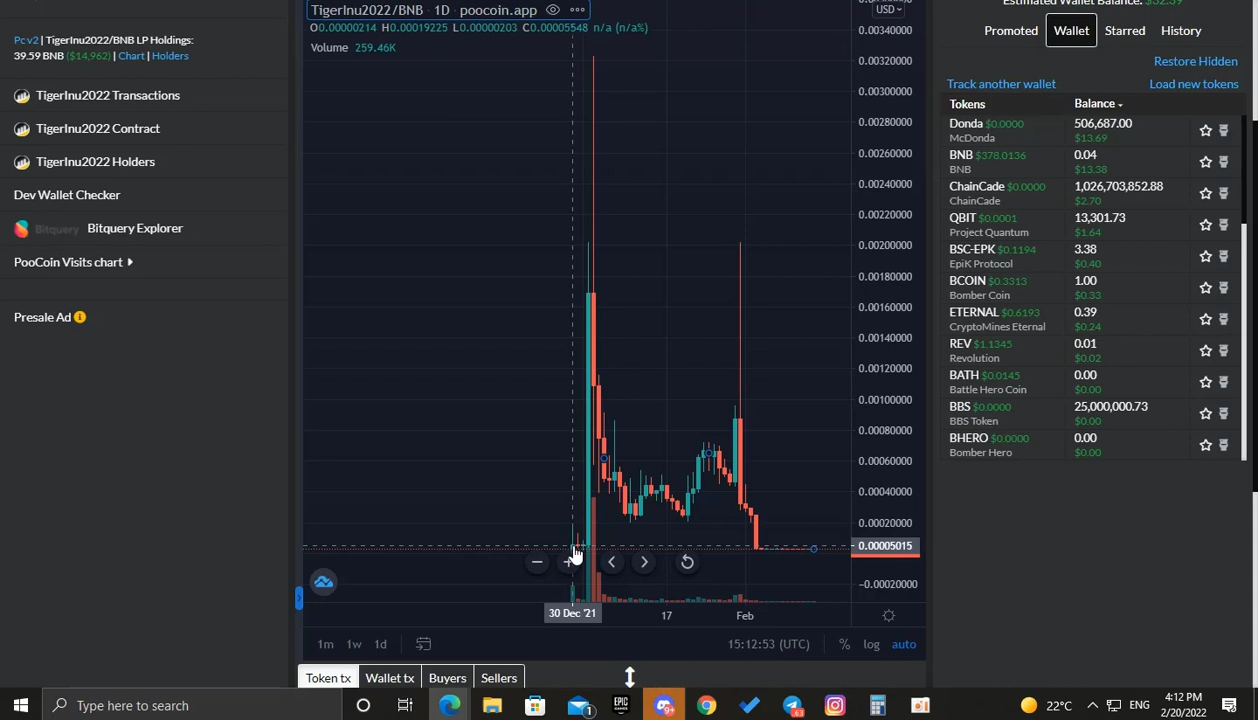 TigerInu2022/BNB 1D poocoin.app
O0.00000214 H0.00019225 L0.00000203 C0.00005548 n/a (n/a%)
Volume 259.46K
USD
Pc v2 | TigerInu2022/BNB LP Holdings:
39.59 BNB ($14,962) | Chart | Holders
TigerInu2022 Transactions
TigerInu2022 Contract
TigerInu2022 Holders
Dev Wallet Checker
Bitquery Bitquery Explorer
PooCoin Visits chart
Presale Ad
0.00340000
0.00320000
0.00300000
0.00280000
0.00260000
0.00240000
0.00220000
0.00200000
0.00180000
0.00160000
0.00140000
0.00120000
0.00100000
0.00080000
0.00060000
0.00040000
0.00020000
0.00005015
−0.00020000
30 Dec '21
17
Feb
1m 1w 1d
15:12:53 (UTC)
% log auto
Token tx Wallet tx Buyers Sellers
Estimated Wallet Balance: $32.39
Promoted Wallet Starred History
Restore Hidden
Track another wallet Load new tokens
Tokens Balance
Donda $0.0000 506,687.00
McDonda $13.69
BNB $378.0136 0.04
BNB $13.38
ChainCade $0.0000 1,026,703,852.88
ChainCade $2.70
QBIT $0.0001 13,301.73
Project Quantum $1.64
BSC-EPK $0.1194 3.38
EpiK Protocol $0.40
BCOIN $0.3313 1.00
Bomber Coin $0.33
ETERNAL $0.6193 0.39
CryptoMines Eternal $0.24
REV $1.1345 0.01
Revolution $0.02
BATH $0.0145 0.00
Battle Hero Coin $0.00
BBS $0.0000 25,000,000.73
BBS Token $0.00
BHERO $0.0000 0.00
Bomber Hero $0.00
Type here to search
EPIC
GAMES
1
9+
63
22°C
ENG
4:12 PM
2/20/2022